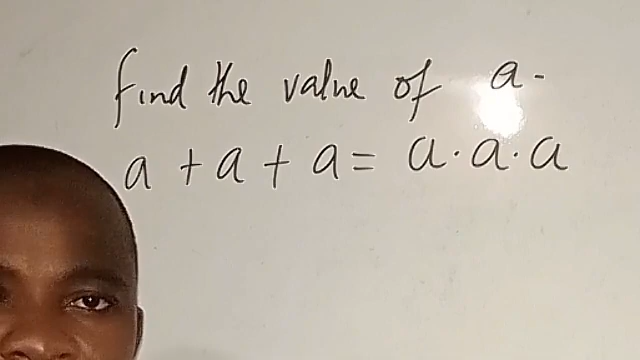 find the value of a.
a + a + a = a . a . a